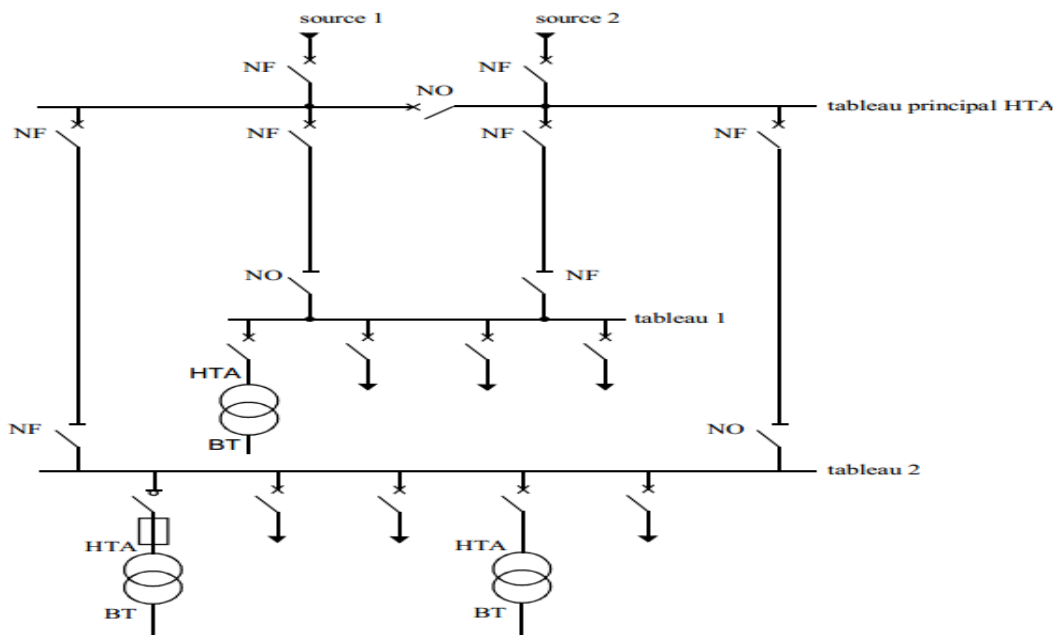 source 1
source 2
NF
NF
NO
tableau principal HTA
NF
NF
NF
NF
NO
NF
tableau 1
HTA
BT
NF
NO
tableau 2
HTA
HTA
BT
BT